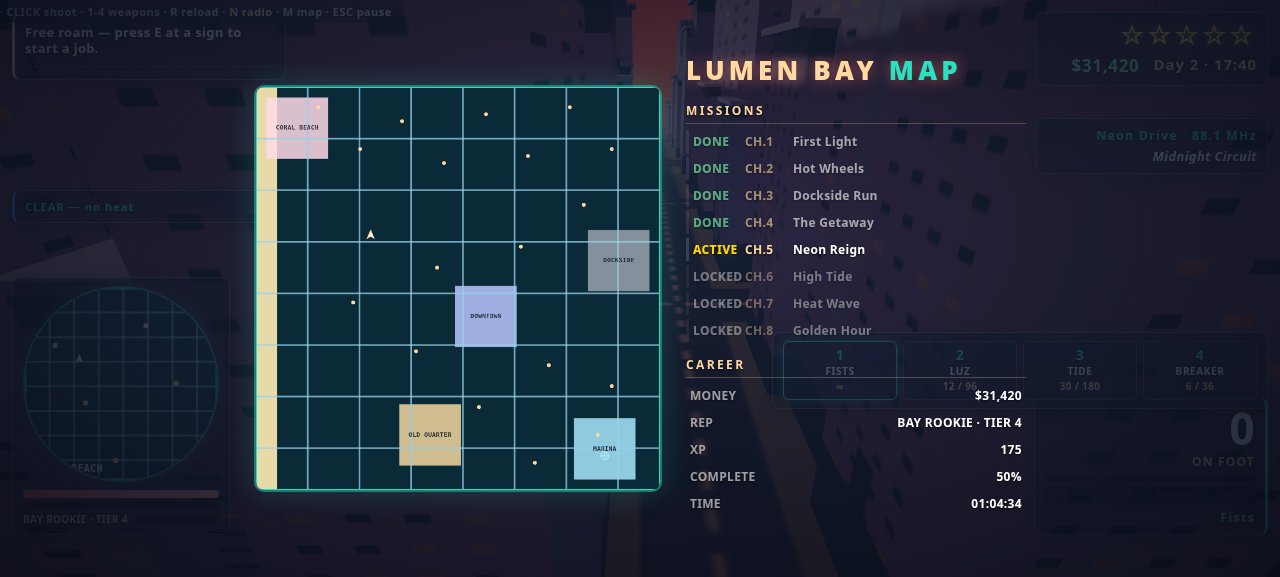 CLICK shoot · 1-4 weapons · R reload · N radio · M map · ESC pause
Free roam — press E at a sign to
start a job.
☆☆☆☆☆
$31,420 Day 2 · 17:40
LUMEN BAY MAP
MISSIONS
DONE CH.1 First Light
DONE CH.2 Hot Wheels
DONE CH.3 Dockside Run
DONE CH.4 The Getaway
ACTIVE CH.5 Neon Reign
LOCKED CH.6 High Tide
LOCKED CH.7 Heat Wave
LOCKED CH.8 Golden Hour
CAREER
MONEY $31,420
REP BAY ROOKIE · TIER 4
XP 175
COMPLETE 50%
TIME 01:04:34
CORAL BEACH
DOCKSIDE
DOWNTOWN
OLD QUARTER
MARINA
Neon Drive · 88.1 MHz
Midnight Circuit
CLEAR — no heat
BEACH
BAY ROOKIE · TIER 4
1 2 3 4
FISTS LUZ TIDE BREAKER
∞ 12 / 96 30 / 180 6 / 36
0
ON FOOT
Fists